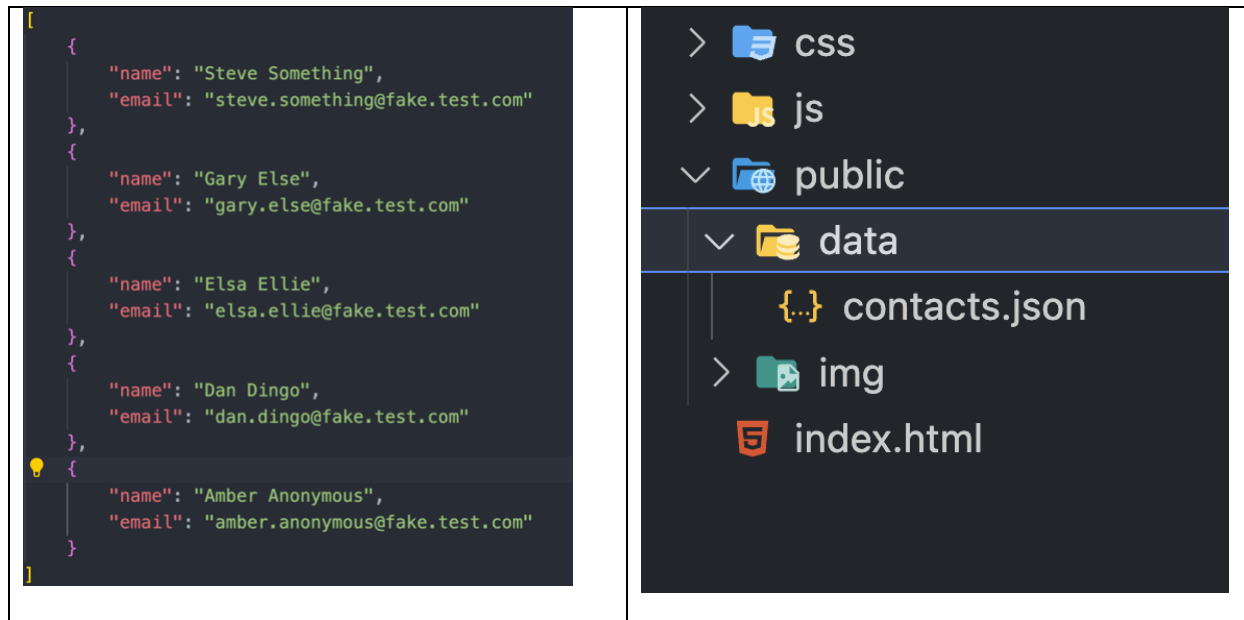 [
{
"name": "Steve Something",
"email": "steve.something@fake.test.com"
},
{
"name": "Gary Else",
"email": "gary.else@fake.test.com"
},
{
"name": "Elsa Ellie",
"email": "elsa.ellie@fake.test.com"
},
{
"name": "Dan Dingo",
"email": "dan.dingo@fake.test.com"
},
{
"name": "Amber Anonymous",
"email": "amber.anonymous@fake.test.com"
}
]
css
JS js
public
data
{...} contacts.json
img
5 index.html